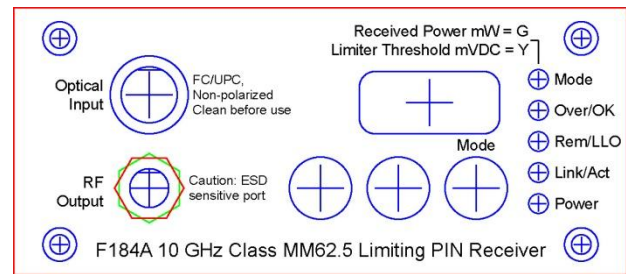 Received Power mW = G
Limiter Threshold mVDC = Y
Optical
Input
FC/UPC,
Non-polarized
Clean before use
Mode
Over/OK
Rem/LLO
Link/Act
Power
Mode
RF
Output
Caution: ESD
sensitive port
F184A 10 GHz Class MM62.5 Limiting PIN Receiver